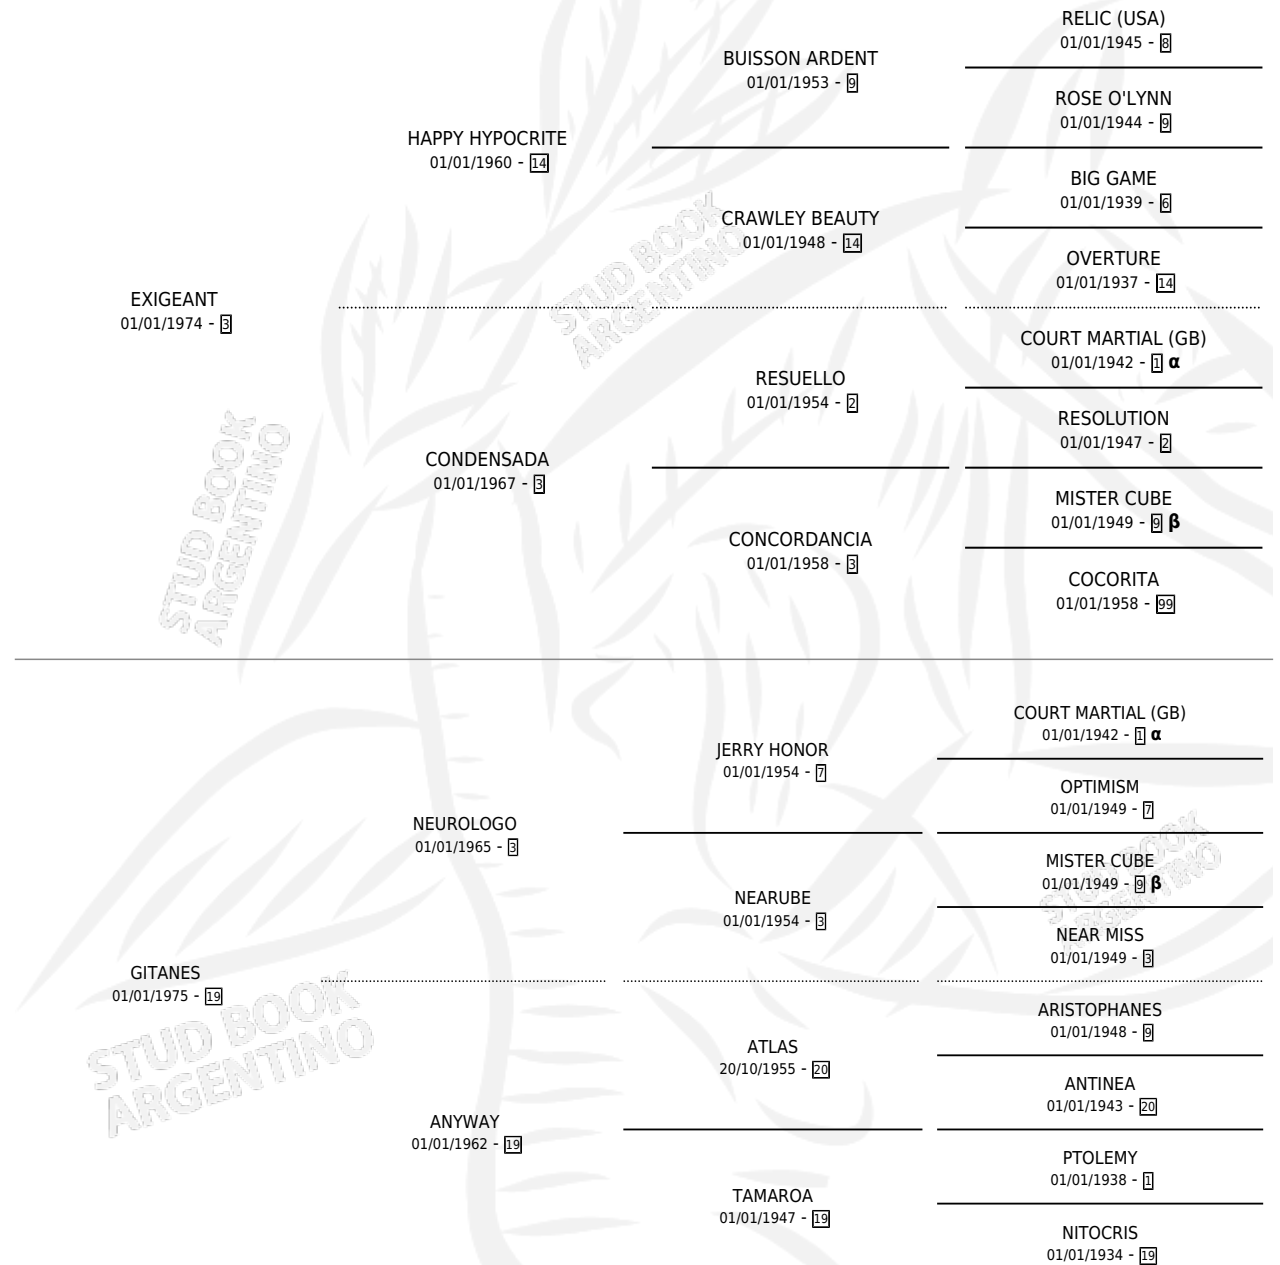 RELIC (USA)
01/01/1945 - 8
BUISSON ARDENT
01/01/1953 - 9
ROSE O'LYNN
01/01/1944 - 9
HAPPY HYPOCRITE
01/01/1960 - 14
BIG GAME
01/01/1939 - 6
CRAWLEY BEAUTY
01/01/1948 - 14
OVERTURE
01/01/1937 - 14
EXIGEANT
01/01/1974 - 3
COURT MARTIAL (GB)
01/01/1942 - 1 α
RESUELLO
01/01/1954 - 2
RESOLUTION
01/01/1947 - 2
CONDENSADA
01/01/1967 - 3
MISTER CUBE
01/01/1949 - 9 β
CONCORDANCIA
01/01/1958 - 3
COCORITA
01/01/1958 - 99
COURT MARTIAL (GB)
01/01/1942 - 1 α
JERRY HONOR
01/01/1954 - 7
OPTIMISM
01/01/1949 - 7
NEUROLOGO
01/01/1965 - 3
MISTER CUBE
01/01/1949 - 9 β
NEARUBE
01/01/1954 - 3
NEAR MISS
01/01/1949 - 3
GITANES
01/01/1975 - 19
ARISTOPHANES
01/01/1948 - 9
ATLAS
20/10/1955 - 20
ANTINEA
01/01/1943 - 20
ANYWAY
01/01/1962 - 19
PTOLEMY
01/01/1938 - 1
TAMAROA
01/01/1947 - 19
NITOCRIS
01/01/1934 - 19
STUD BOOK
ARGENTINO
STUD BOOK
ARGENTINO
STUD BOOK
ARGENTINO
STUD BOOK
ARGENTINO